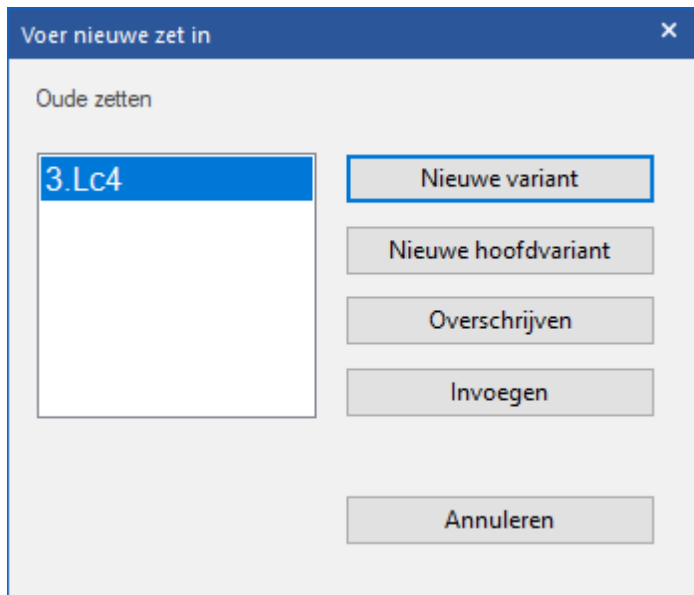 Voer nieuwe zet in
Oude zetten
3.Lc4
Nieuwe variant
Nieuwe hoofdvariant
Overschrijven
Invoegen
Annuleren